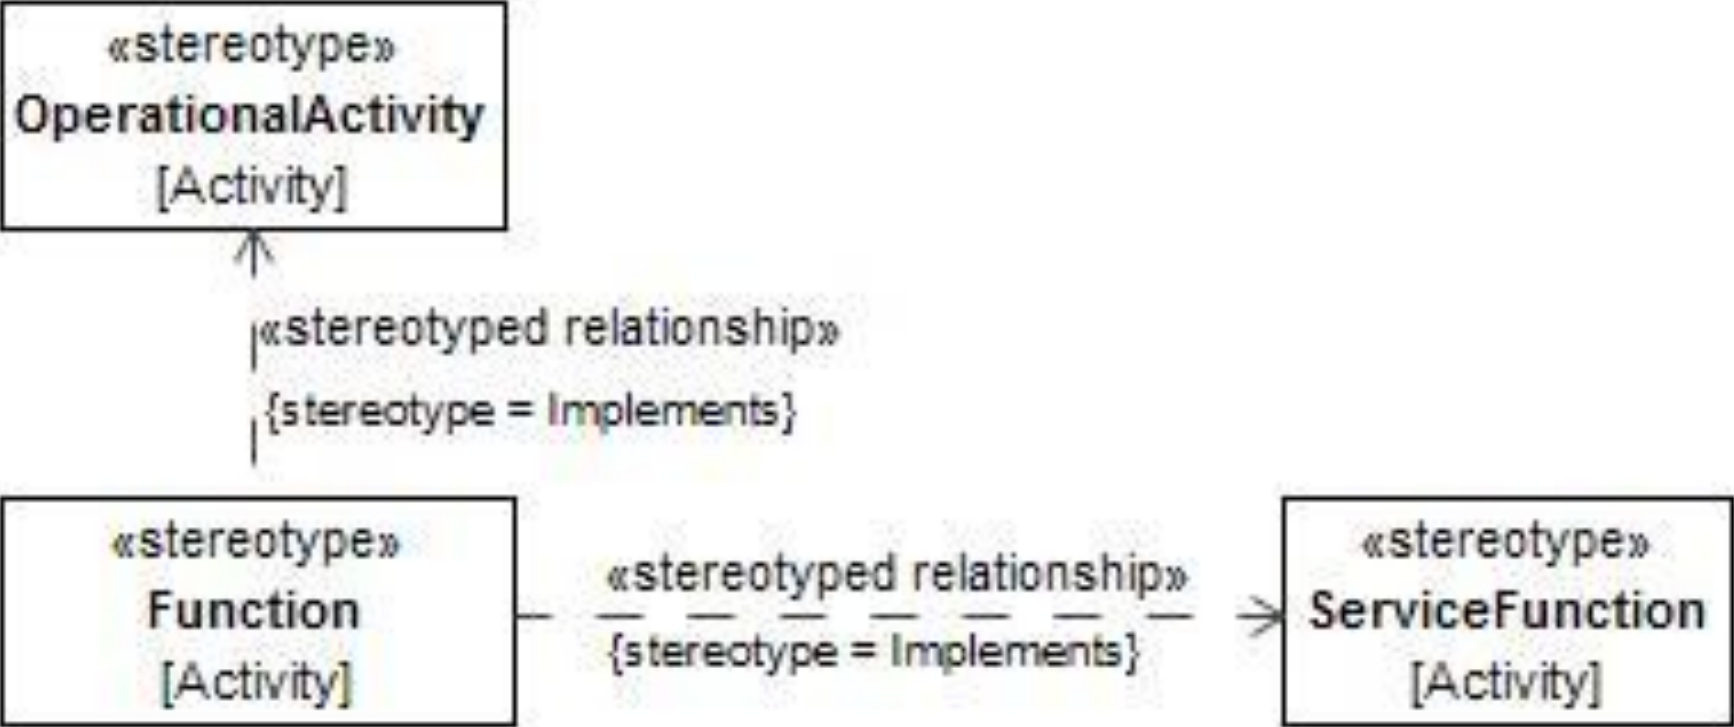 «stereotype»
OperationalActivity
[Activity]
«stereotyped relationship»
{stereotype = Implements}
«stereotype»
Function
[Activity]
«stereotyped relationship»
{stereotype = Implements}
«stereotype»
ServiceFunction
[Activity]